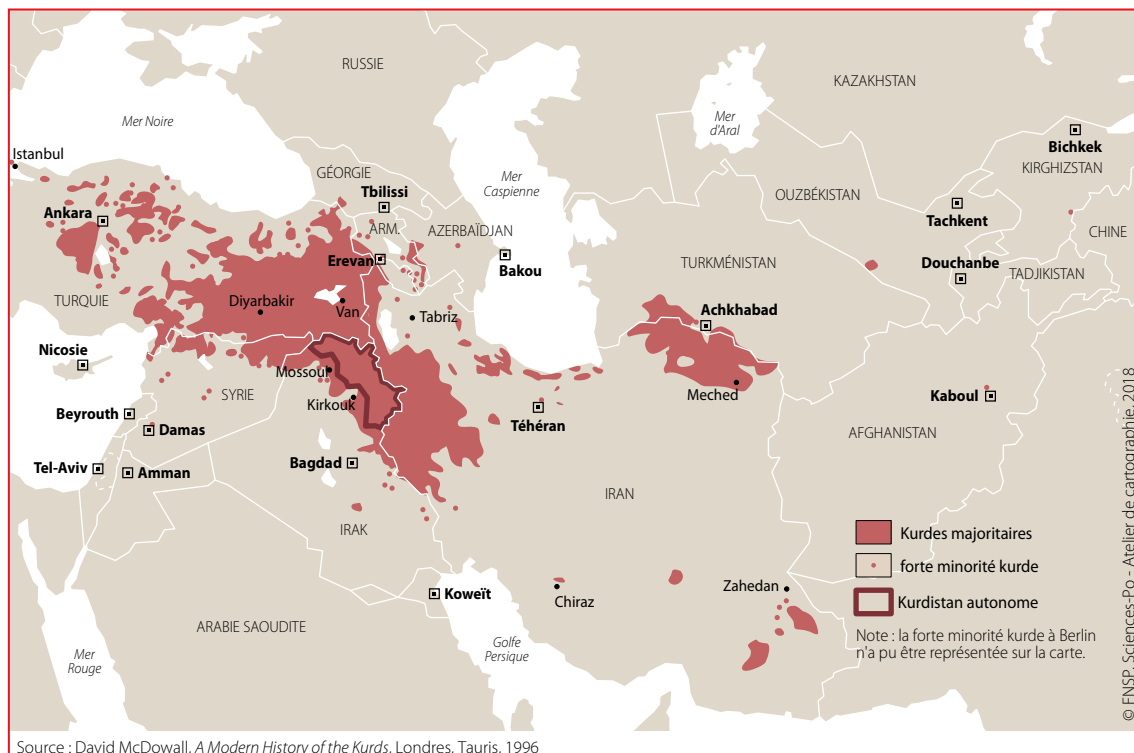 RUSSIE
KAZAKHSTAN
Mer Noire
Mer
d'Aral
Bichkek
KIRGHIZSTAN
Istanbul
GÉORGIE
Tbilissi
Mer
Caspienne
OUZBÉKISTAN
Tachkent
Ankara
ARM.
AZERBAÏDJAN
CHINE
Erevan
Bakou
TURKMÉNISTAN
Douchanbe
TADJIKISTAN
TURQUIE
Diyarbakir
Van
Tabriz
Achkhabad
Nicosie
Mossoul
SYRIE
Kirkouk
Meched
Kaboul
Beyrouth
Damas
Téhéran
AFGHANISTAN
Tel-Aviv
Amman
Bagdad
IRAN
IRAK
Kurdes majoritaires
forte minorité kurde
Kurdistan autonome
Zahedan
Koweït
Chiraz
Note : la forte minorité kurde à Berlin
n'a pu être représentée sur la carte.
ARABIE SAOUDITE
Golfe
Persique
Mer
Rouge
© FNSP. Sciences-Po - Atelier de cartographie, 2018
Source : David McDowall, A Modern History of the Kurds, Londres, Tauris, 1996